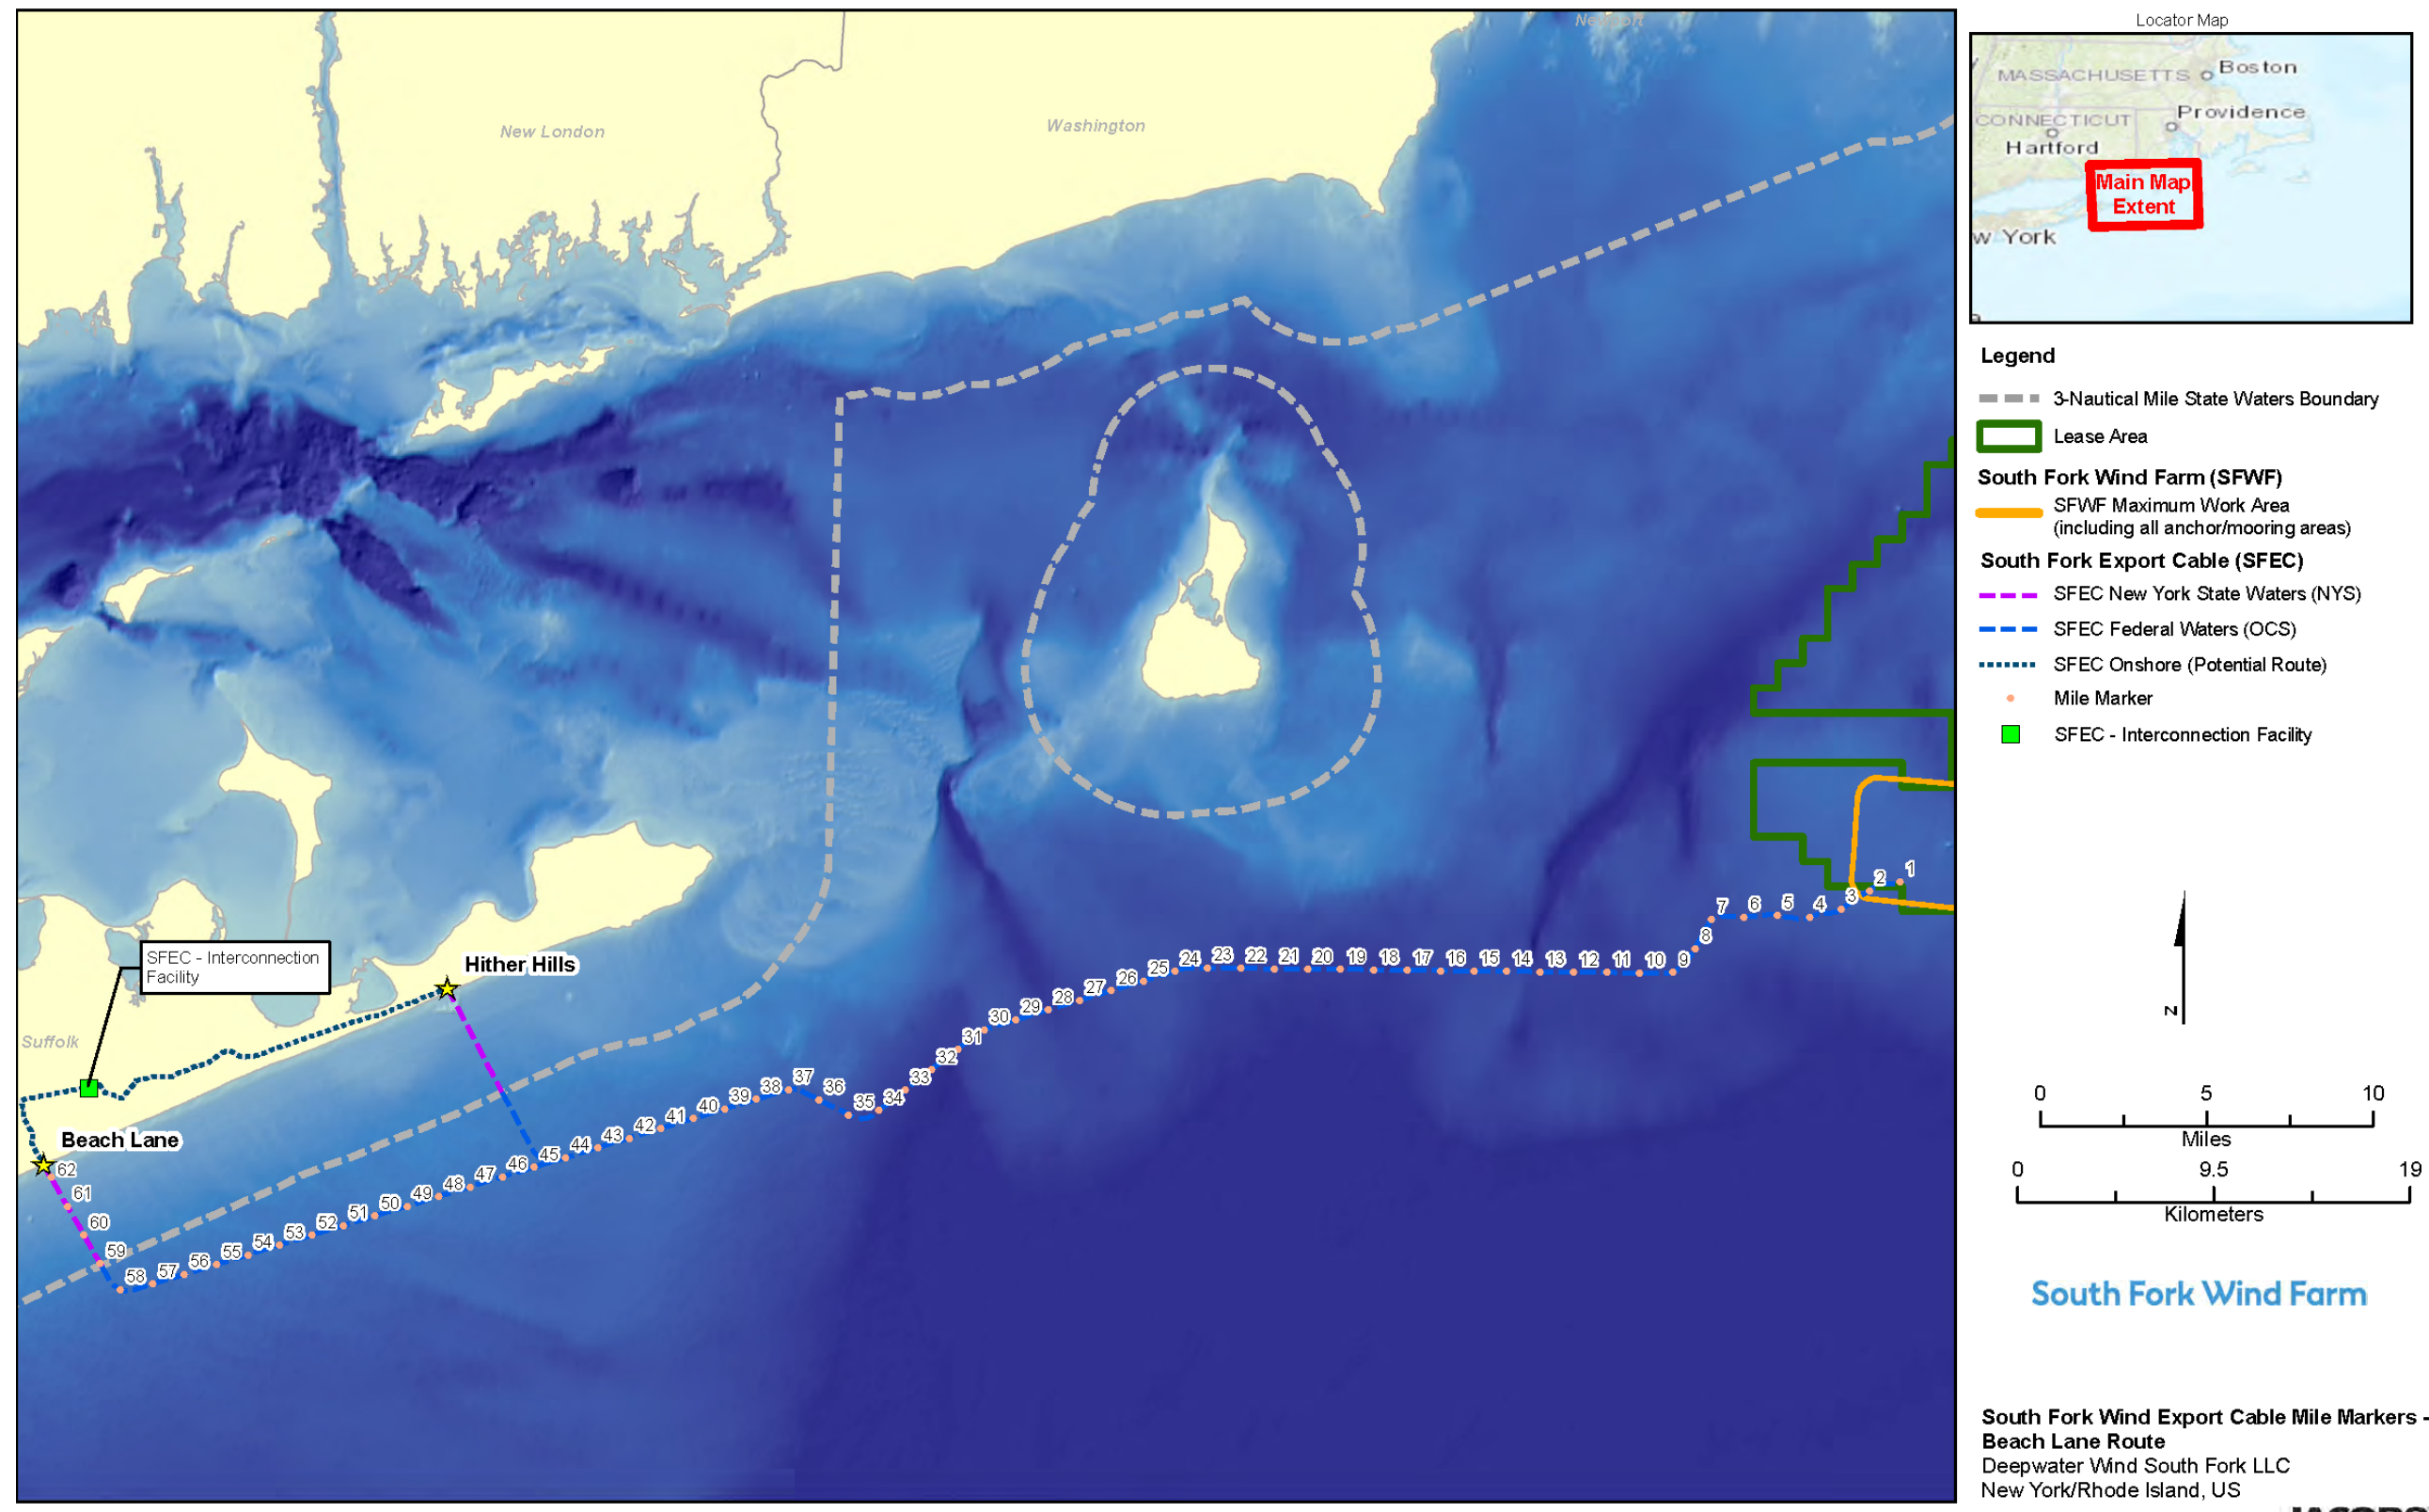 Newport
New London
Washington
SFEC - Interconnection
Facility
Hither Hills
Suffolk
Beach Lane
1
2
3
4
5
6
7
8
9
10
11
12
13
14
15
16
17
18
19
20
21
22
23
24
25
26
27
28
29
30
31
32
33
34
35
36
37
38
39
40
41
42
43
44
45
46
47
48
49
50
51
52
53
54
55
56
57
58
59
60
61
62
Locator Map
MASSACHUSETTS
Boston
Providence
CONNECTICUT
Hartford
Main Map
Extent
w York
Legend
3-Nautical Mile State Waters Boundary
Lease Area
South Fork Wind Farm (SFWF)
SFWF Maximum Work Area
(including all anchor/mooring areas)
South Fork Export Cable (SFEC)
SFEC New York State Waters (NYS)
SFEC Federal Waters (OCS)
SFEC Onshore (Potential Route)
Mile Marker
SFEC - Interconnection Facility
N
0 5 10
Miles
0 9.5 19
Kilometers
South Fork Wind Farm
South Fork Wind Export Cable Mile Markers -
Beach Lane Route
Deepwater Wind South Fork LLC
New York/Rhode Island, US